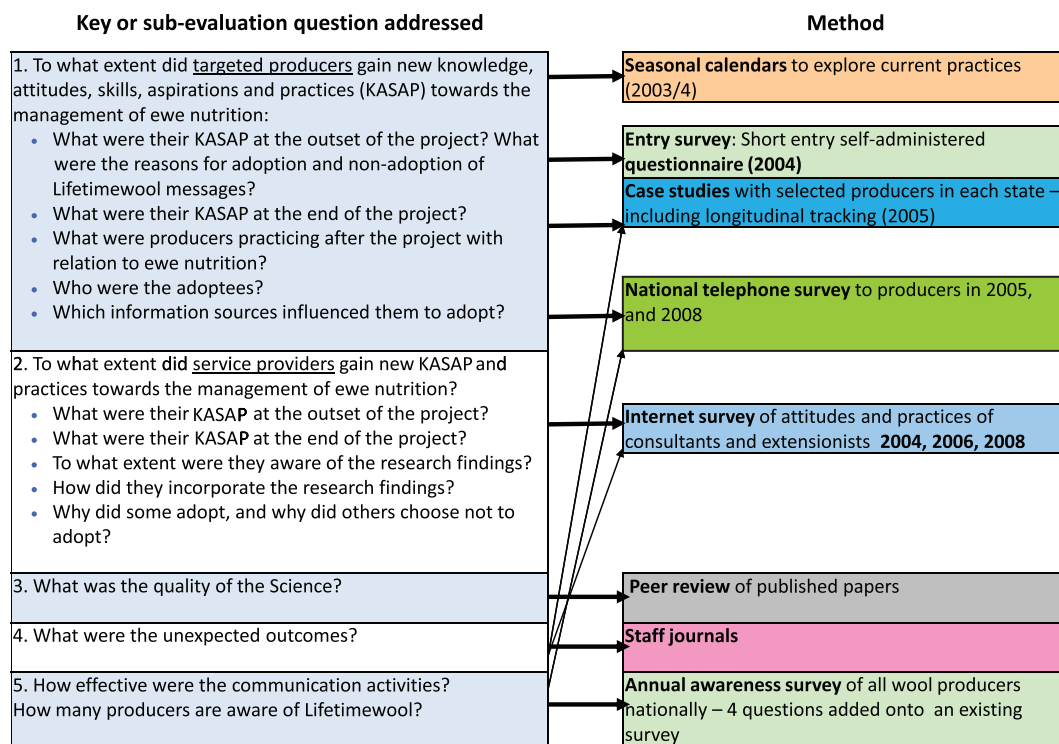 Key or sub-evaluation question addressed
Method
1. To what extent did targeted producers gain new knowledge,
attitudes, skills, aspirations and practices (KASAP) towards the
management of ewe nutrition:
• What were their KASAP at the outset of the project? What
were the reasons for adoption and non-adoption of
Lifetimewool messages?
• What were their KASAP at the end of the project?
• What were producers practicing after the project with
relation to ewe nutrition?
• Who were the adoptees?
• Which information sources influenced them to adopt?
2. To what extent did service providers gain new KASAP and
practices towards the management of ewe nutrition?
• What were their KASAP at the outset of the project?
• What were their KASAP at the end of the project?
• To what extent were they aware of the research findings?
• How did they incorporate the research findings?
• Why did some adopt, and why did others choose not to
adopt?
3. What was the quality of the Science?
4. What were the unexpected outcomes?
5. How effective were the communication activities?
How many producers are aware of Lifetimewool?
Seasonal calendars to explore current practices
(2003/4)
Entry survey: Short entry self-administered
questionnaire (2004)
Case studies with selected producers in each state –
including longitudinal tracking (2005)
National telephone survey to producers in 2005,
and 2008
Internet survey of attitudes and practices of
consultants and extensionists 2004, 2006, 2008
Peer review of published papers
Staff journals
Annual awareness survey of all wool producers
nationally – 4 questions added onto an existing
survey